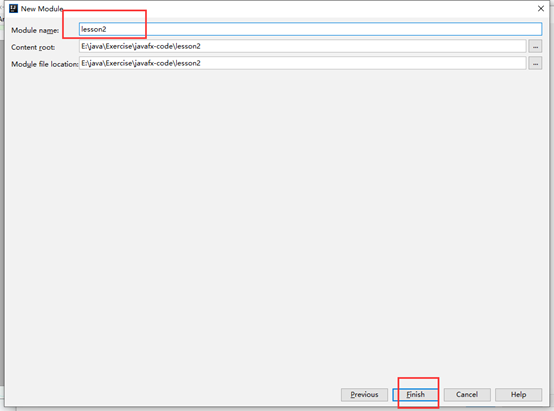 New Module
Module name:
lesson2
Content root:
E:\java\Exercise\javafx-code\lesson2
...
Module file location:
E:\java\Exercise\javafx-code\lesson2
...
Previous
Finish
Cancel
Help